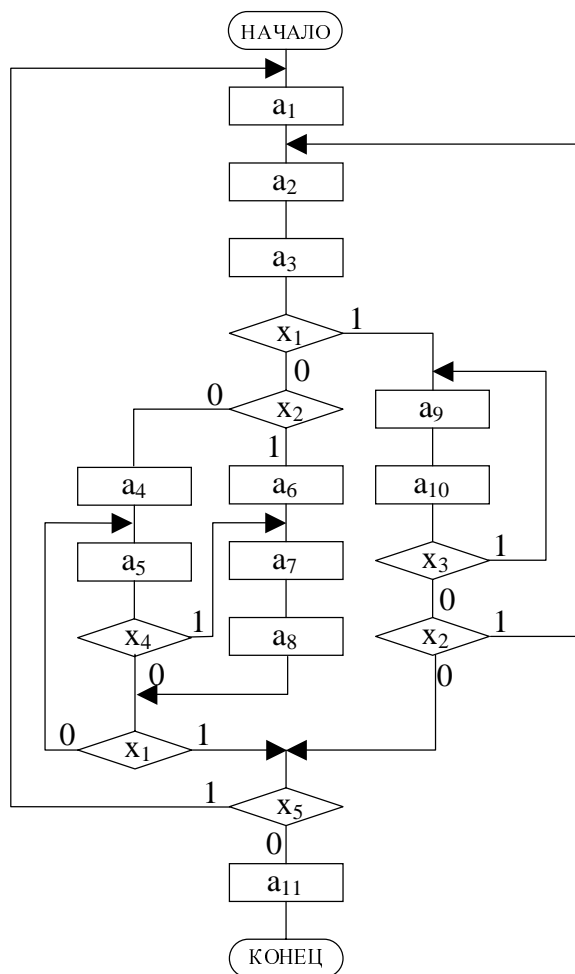 НАЧАЛО
a₁
a₂
a₃
x₁ 1
0
0 x₂
1
a₄ a₆ a₉
a₁₀
a₅ a₇
x₃ 1
0
x₄ 1 a₈ x₂ 1
0 0
0 x₁ 1
1 x₅
0
a₁₁
КОНЕЦ